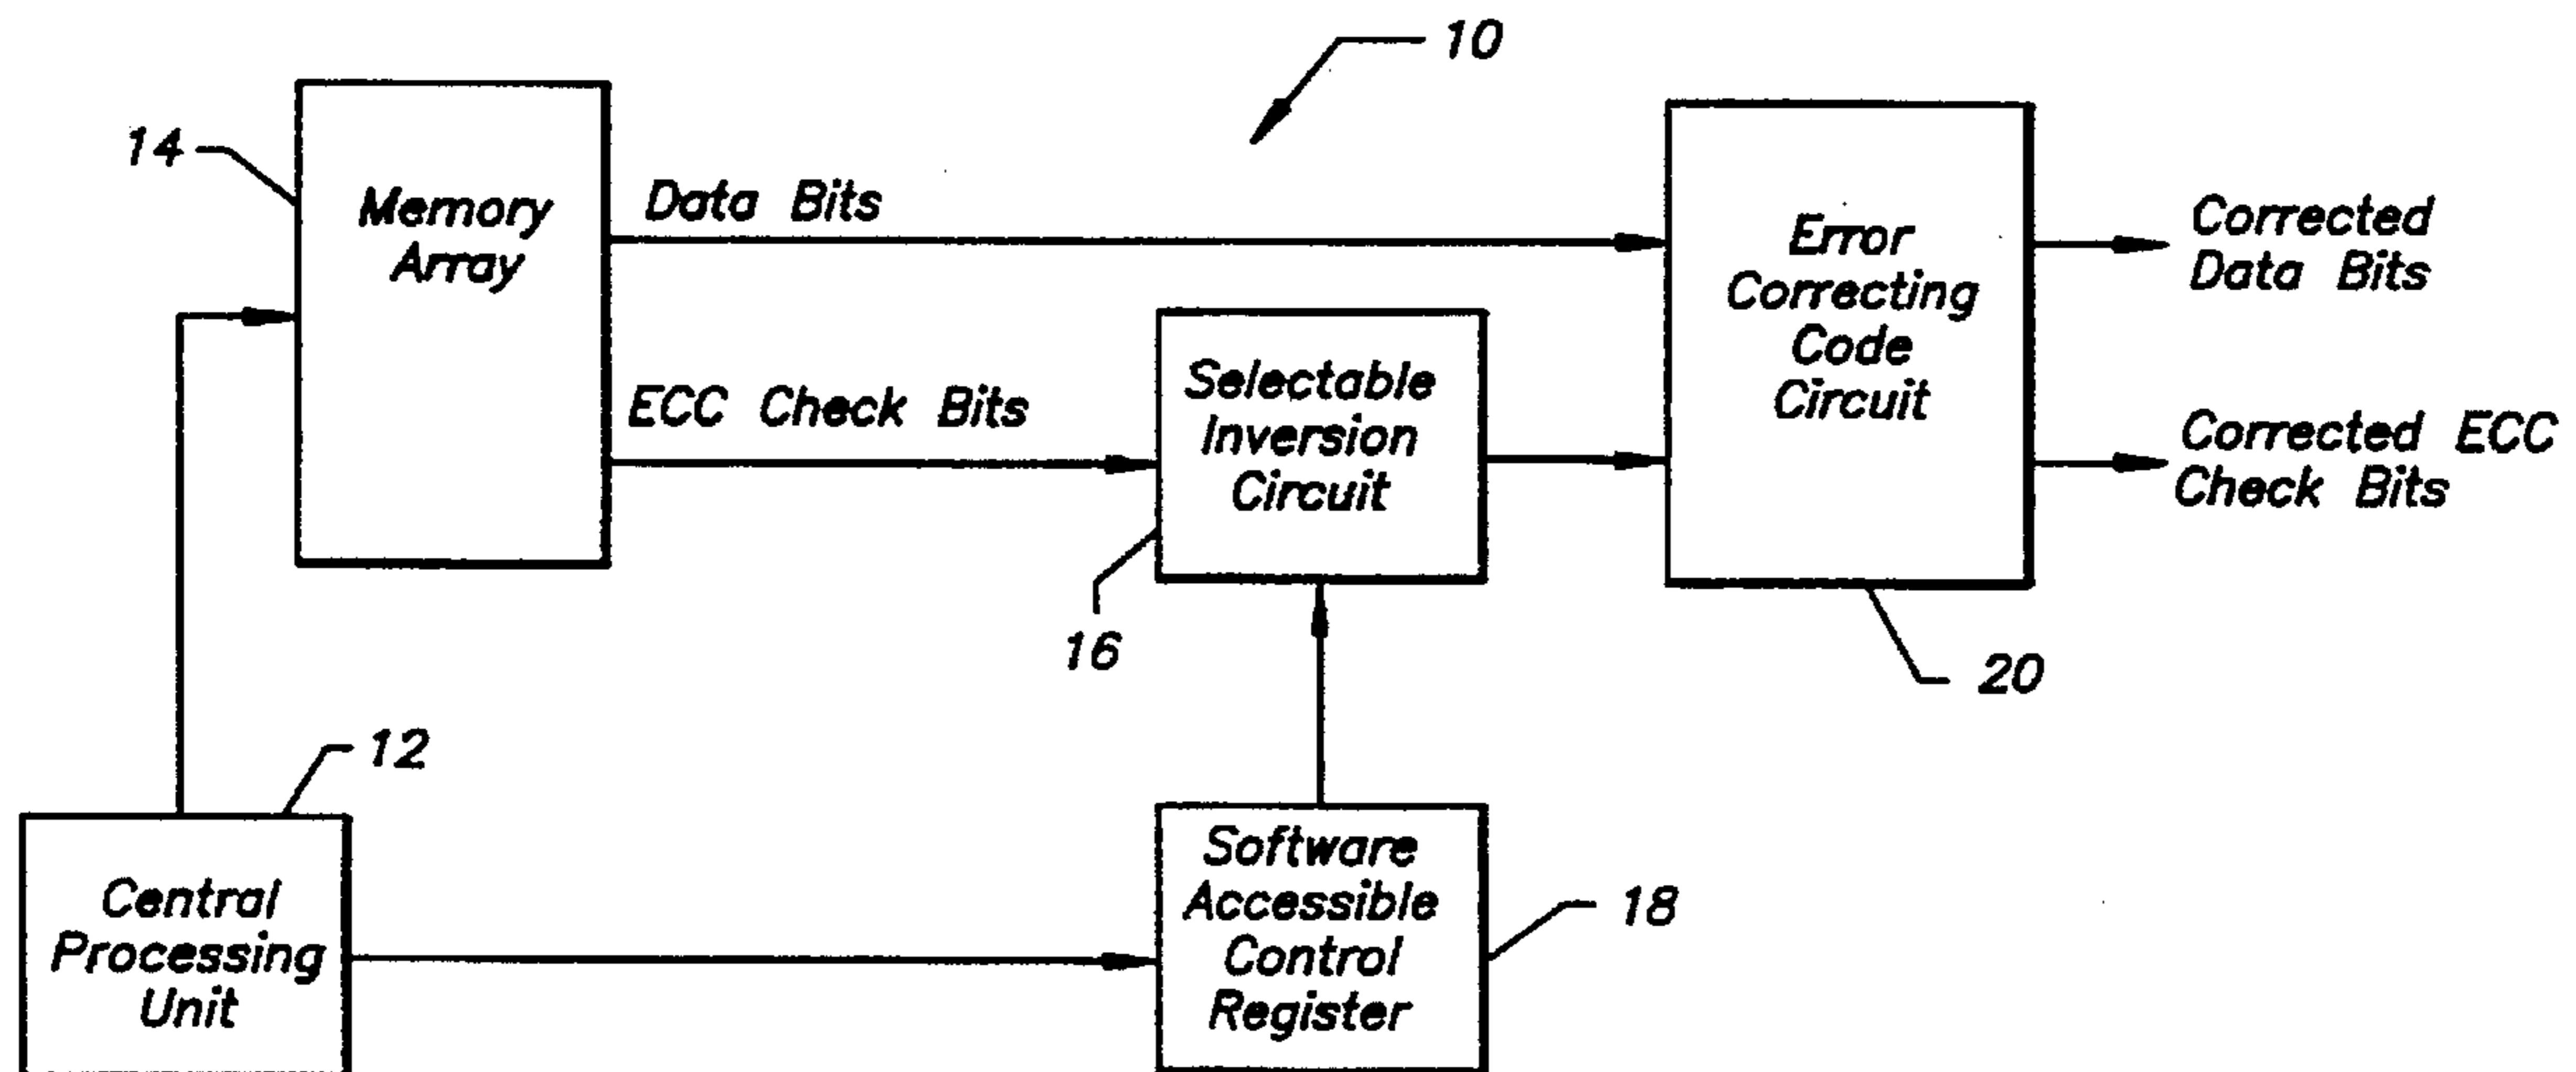 10
14
Memory
Array
Data Bits
ECC Check Bits
Selectable
Inversion
Circuit
16
Error
Correcting
Code
Circuit
20
Corrected
Data Bits
Corrected ECC
Check Bits
12
Central
Processing
Unit
Software
Accessible
Control
Register
18